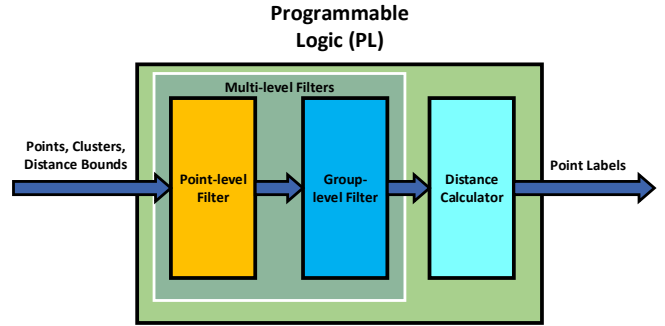 Programmable
Logic (PL)
Multi-level Filters
Points, Clusters,
Distance Bounds
Point-level
Filter
Group-
level Filter
Distance
Calculator
Point Labels